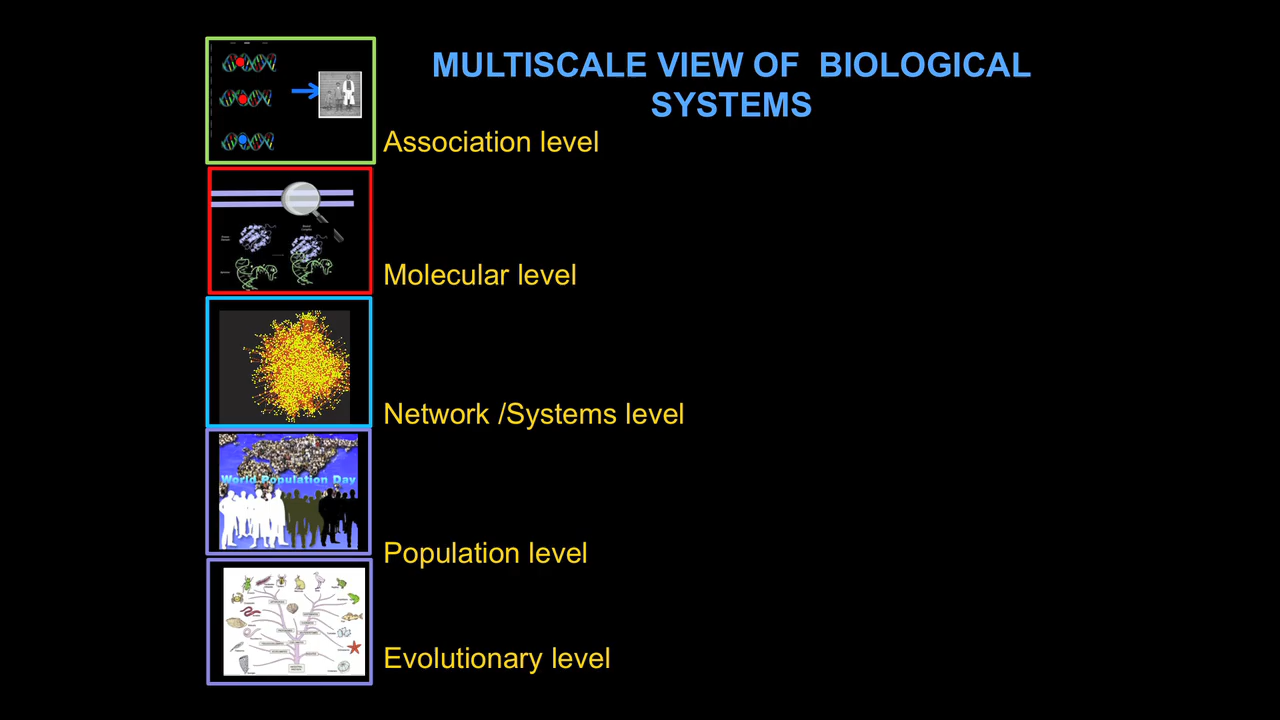 MULTISCALE VIEW OF BIOLOGICAL
SYSTEMS
Association level
Molecular level
Network /Systems level
World Population Day
Population level
Evolutionary level